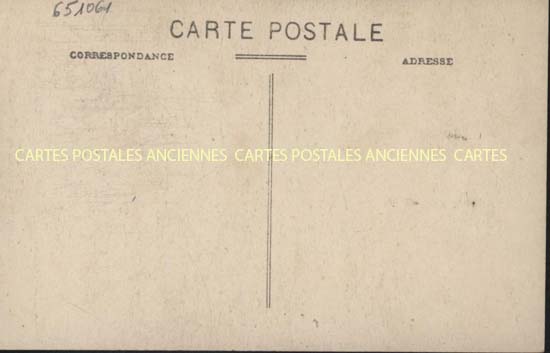 651061
CARTE POSTALE
CORRESPONDANCE
ADRESSE
CARTES POSTALES ANCIENNES CARTES POSTALES ANCIENNES CARTES